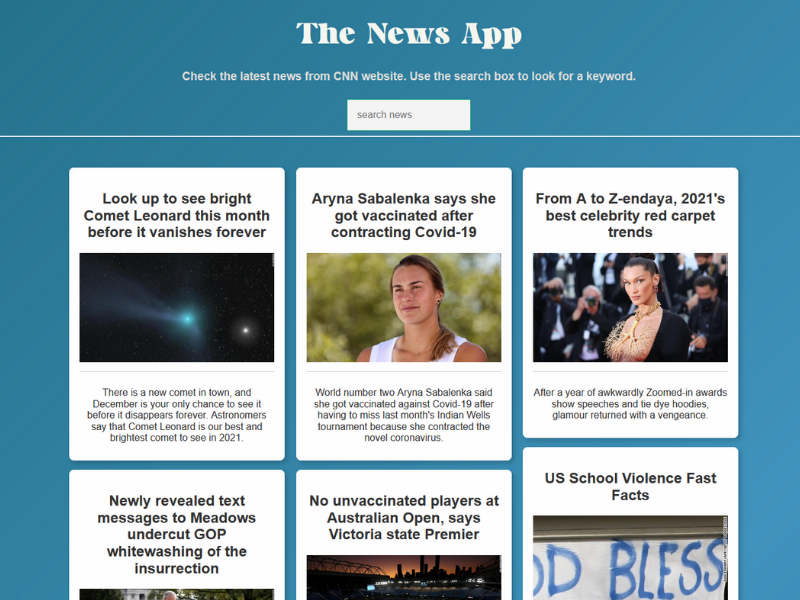 The News App
Check the latest news from CNN website. Use the search box to look for a keyword.
search news
Look up to see bright
Comet Leonard this month
before it vanishes forever
There is a new comet in town, and
December is your only chance to see it
before it disappears forever. Astronomers
say that Comet Leonard is our best and
brightest comet to see in 2021.
Aryna Sabalenka says she
got vaccinated after
contracting Covid-19
World number two Aryna Sabalenka said
she got vaccinated against Covid-19 after
having to miss last month's Indian Wells
tournament because she contracted the
novel coronavirus.
From A to Z-endaya, 2021's
best celebrity red carpet
trends
After a year of awkwardly Zoomed-in awards
show speeches and tie dye hoodies,
glamour returned with a vengeance.
Newly revealed text
messages to Meadows
undercut GOP
whitewashing of the
insurrection
No unvaccinated players at
Australian Open, says
Victoria state Premier
US School Violence Fast
Facts
OD BLESS